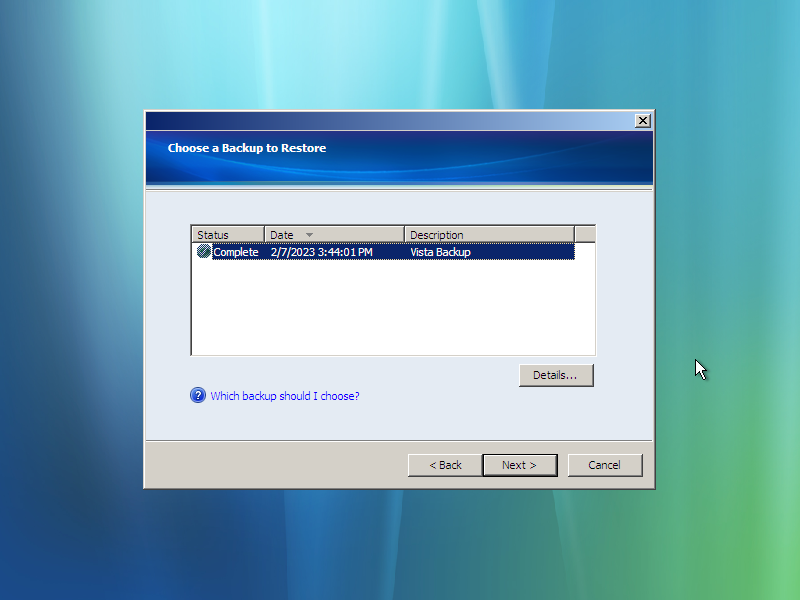 Choose a Backup to Restore
Status Date Description
Complete 2/7/2023 3:44:01 PM Vista Backup
Details...
? Which backup should I choose?
< Back Next > Cancel